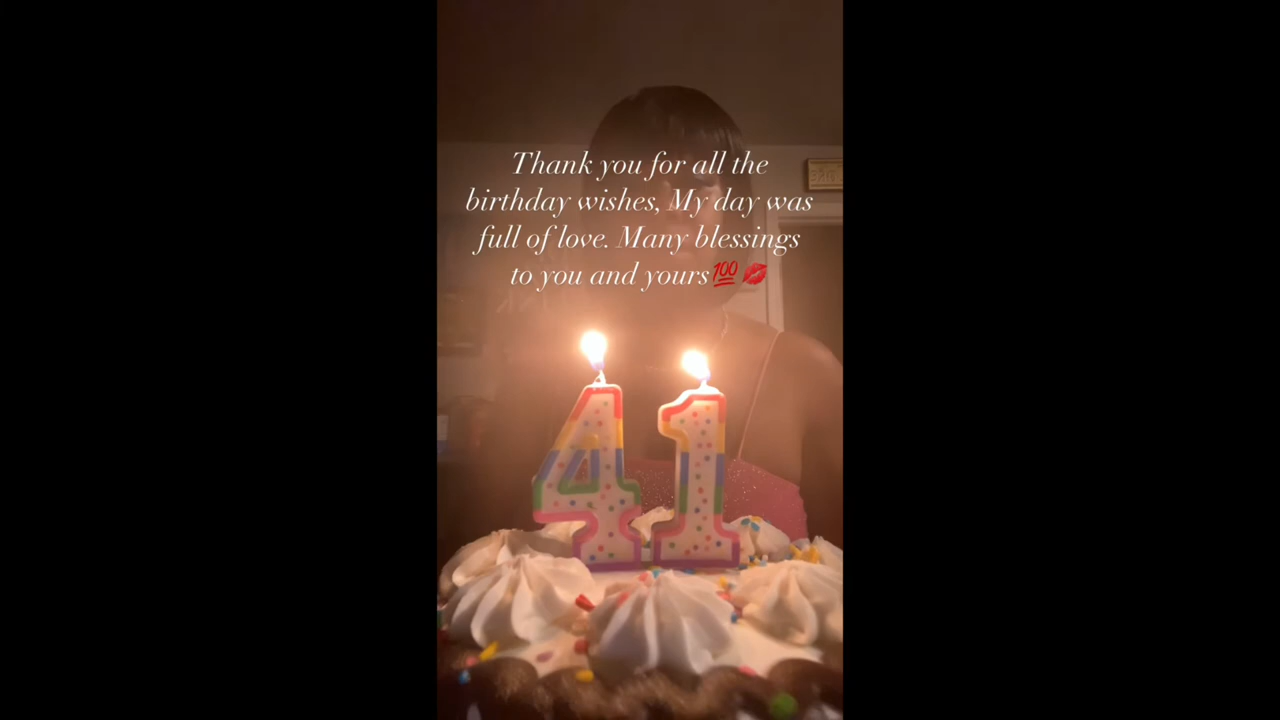 Thank you for all the
birthday wishes, My day was
full of love. Many blessings
to you and yours💯💋
41